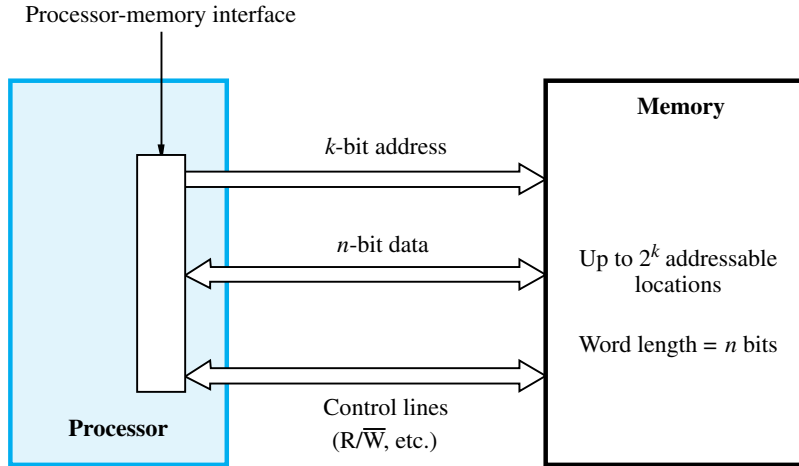 Processor-memory interface
Memory
k-bit address
n-bit data
Up to 2^k addressable
locations
Word length = n bits
Control lines
(R/W̅, etc.)
Processor